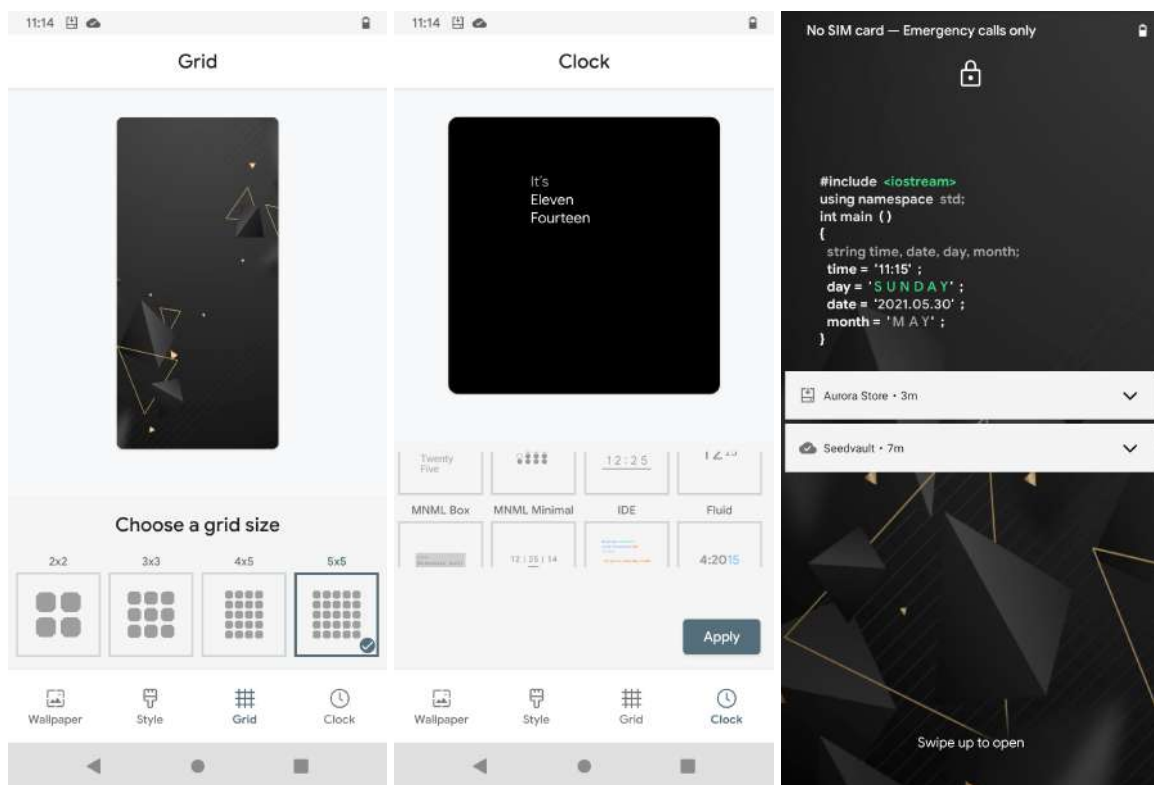 11:14
Grid
Choose a grid size
2x2 3x3 4x5 5x5
Wallpaper Style Grid Clock
11:14
Clock
It's
Eleven
Fourteen
Twenty
Five
12:25
MNML Box MNML Minimal IDE Fluid
12 | 25 | 14
4:2015
Apply
Wallpaper Style Grid Clock
No SIM card — Emergency calls only
#include <iostream>
using namespace std;
int main ()
{
string time, date, day, month;
time = '11:15' ;
day = 'SUNDAY' ;
date = '2021.05.30' ;
month = 'MAY' ;
}
Aurora Store • 3m
Seedvault • 7m
Swipe up to open